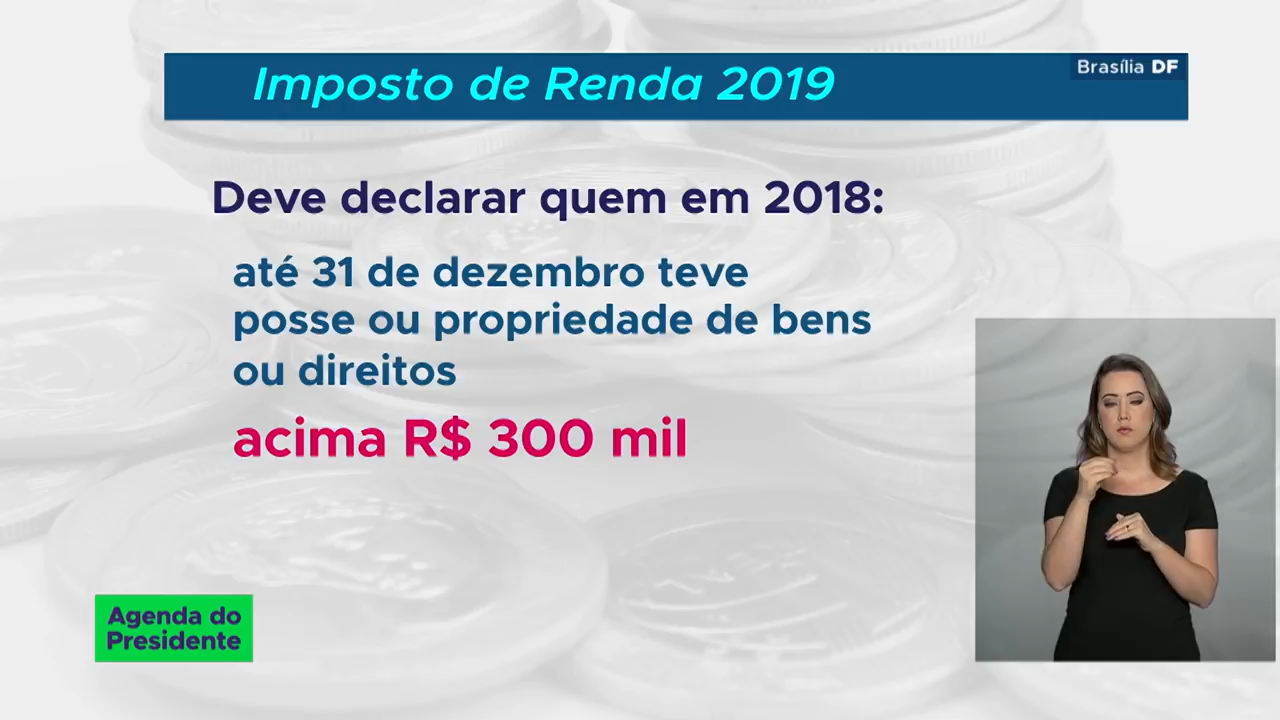 Imposto de Renda 2019
Brasília DF
Deve declarar quem em 2018:
até 31 de dezembro teve
posse ou propriedade de bens
ou direitos
acima R$ 300 mil
Agenda do
Presidente